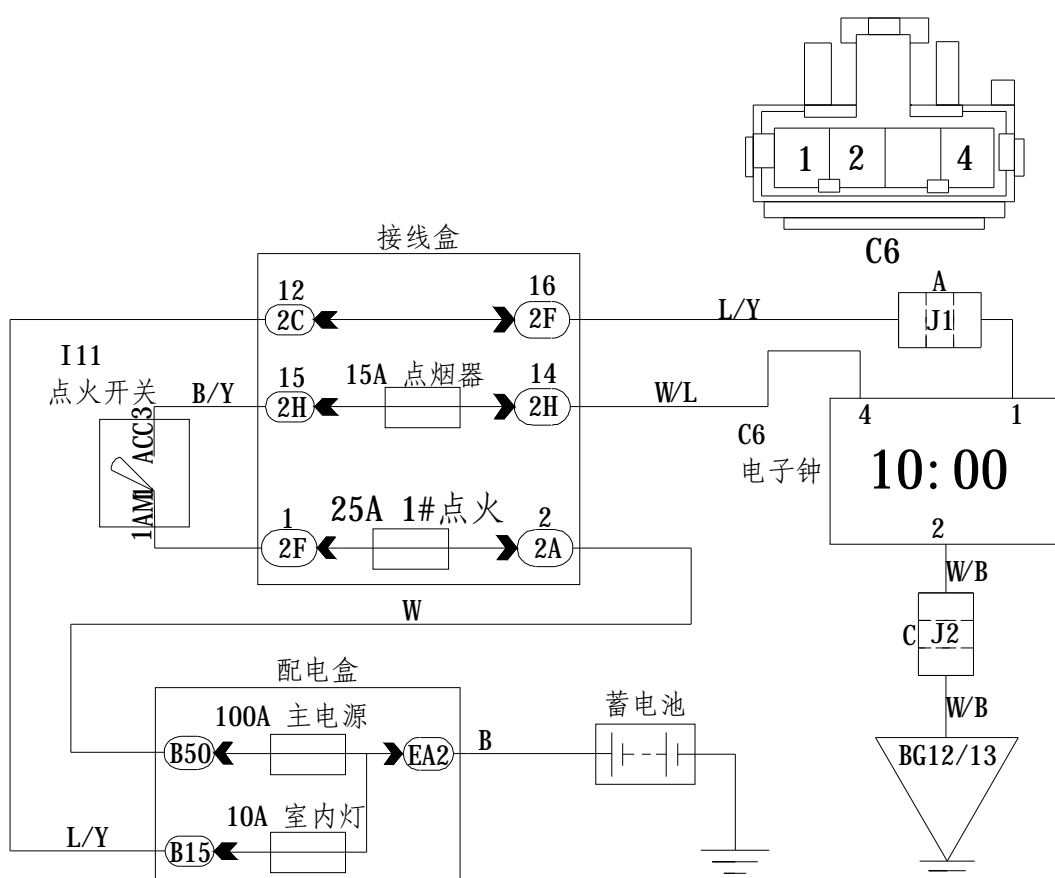 1 2 4
C6
接线盒
12
2C
16
2F
L/Y
A
J1
I11
点火开关
B/Y
15
2H
15A 点烟器
14
2H
W/L
ACC3
1AM1
C6
电子钟
4
1
10:00
2
1
2F
25A 1#点火
2
2A
W/B
W
C
J2
配电盒
100A 主电源
B50
EA2
B
蓄电池
W/B
BG12/13
10A 室内灯
L/Y
B15